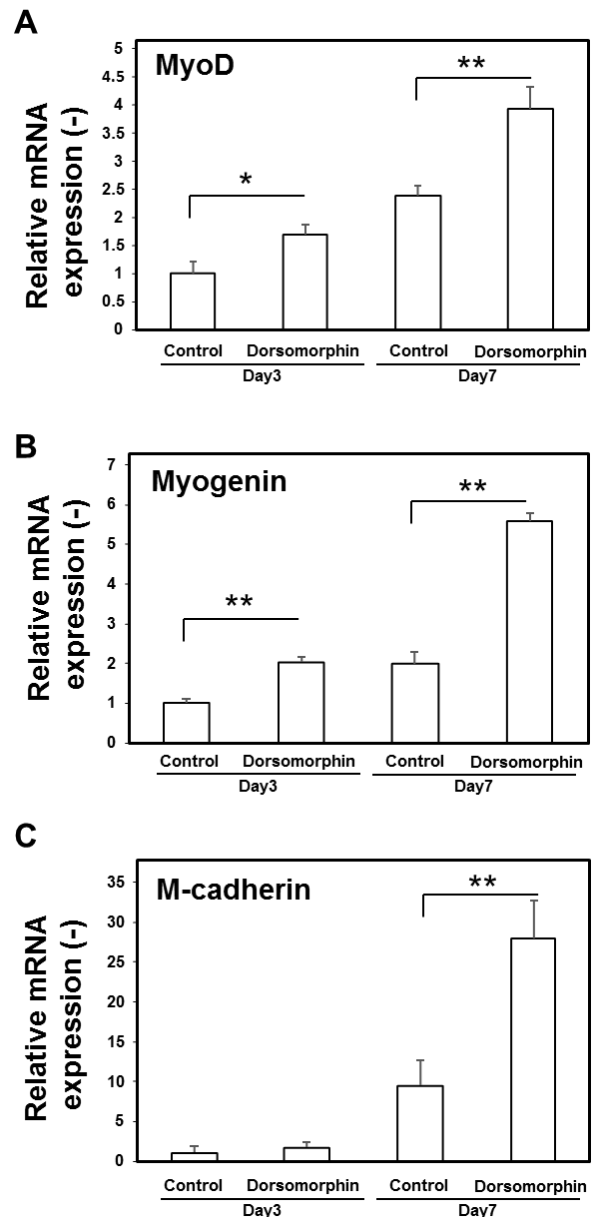 A
MyoD
Relative mRNA
expression (-)
5
4.5
4
3.5
3
2.5
2
1.5
1
0.5
0
*
**
Control Dorsomorphin Control Dorsomorphin
Day3 Day7
B
Myogenin
Relative mRNA
expression (-)
7
6
5
4
3
2
1
0
**
**
Control Dorsomorphin Control Dorsomorphin
Day3 Day7
C
M-cadherin
Relative mRNA
expression (-)
35
30
25
20
15
10
5
0
**
Control Dorsomorphin Control Dorsomorphin
Day3 Day7